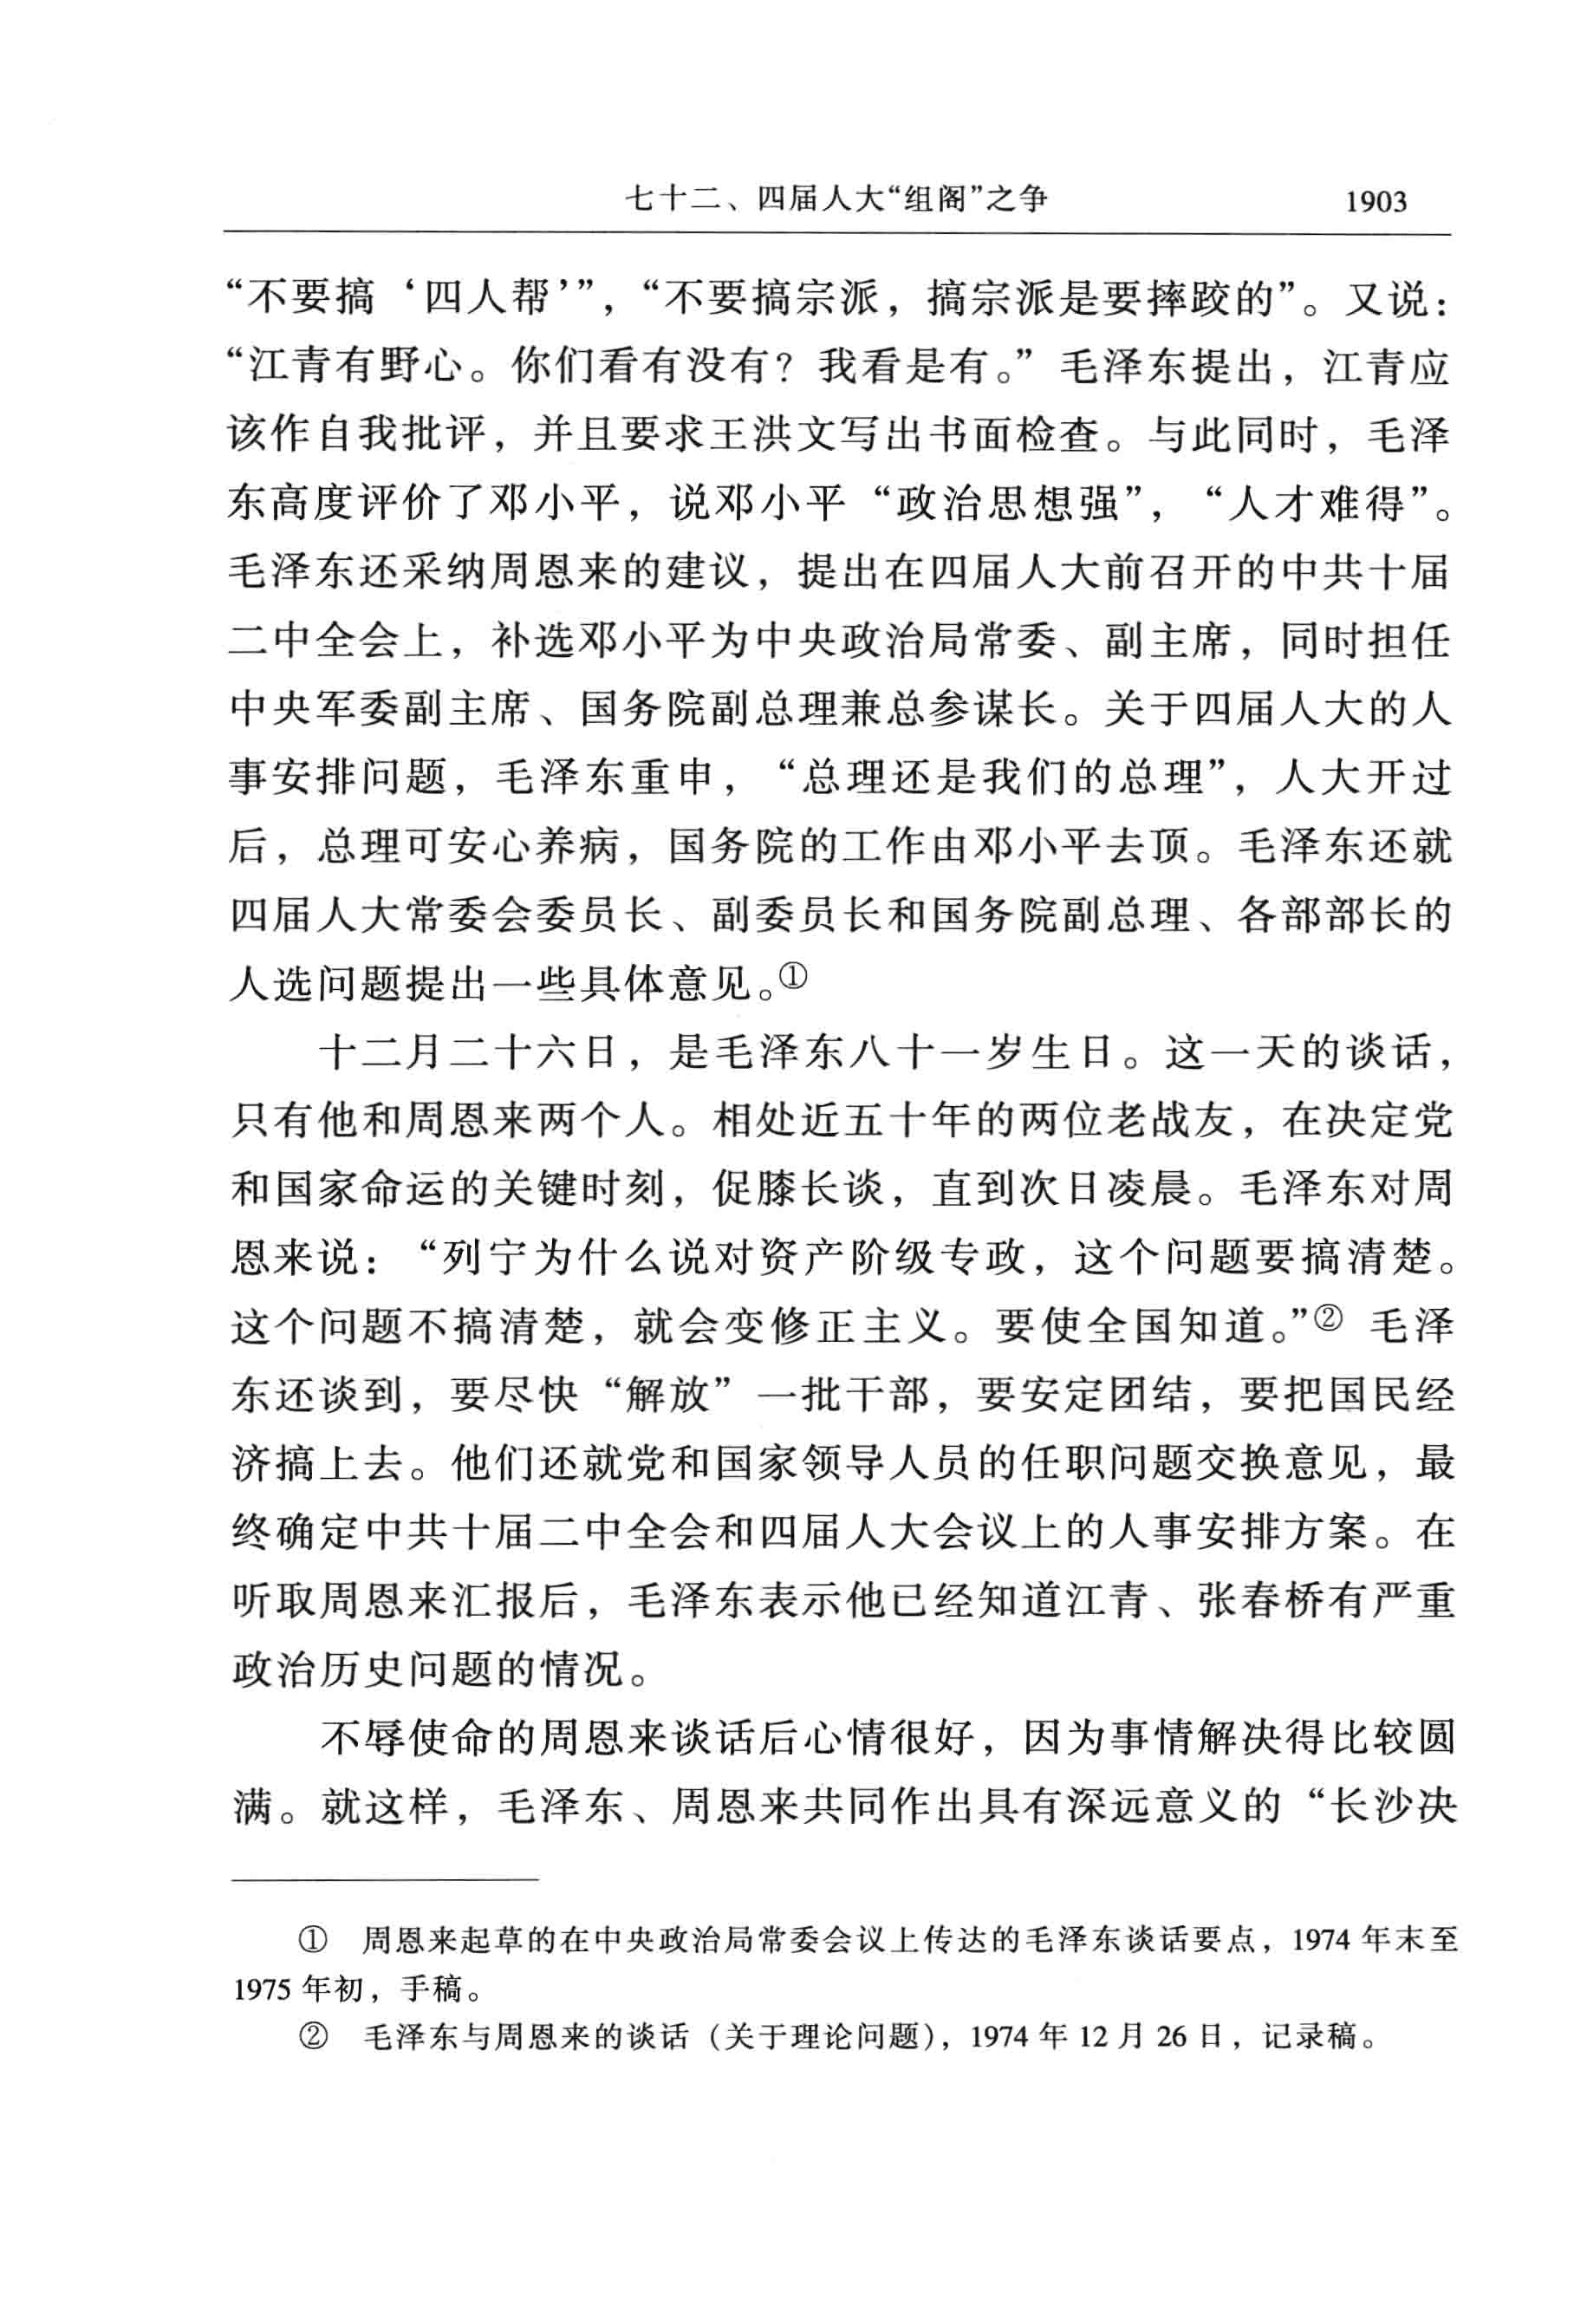 七十二、四届人大“组阁”之争 1903
“不要搞‘四人帮’”，“不要搞宗派，搞宗派是要摔跤的”。又说：
“江青有野心。你们看有没有？我看是有。”毛泽东提出，江青应
该作自我批评，并且要求王洪文写出书面检查。与此同时，毛泽
东高度评价了邓小平，说邓小平“政治思想强”，“人才难得”。
毛泽东还采纳周恩来的建议，提出在四届人大前召开的中共十届
二中全会上，补选邓小平为中央政治局常委、副主席，同时担任
中央军委副主席、国务院副总理兼总参谋长。关于四届人大的人
事安排问题，毛泽东重申，“总理还是我们的总理”，人大开过
后，总理可安心养病，国务院的工作由邓小平去顶。毛泽东还就
四届人大常委会委员长、副委员长和国务院副总理、各部部长的
人选问题提出一些具体意见。①
十二月二十六日，是毛泽东八十一岁生日。这一天的谈话，
只有他和周恩来两个人。相处近五十年的两位老战友，在决定党
和国家命运的关键时刻，促膝长谈，直到次日凌晨。毛泽东对周
恩来说：“列宁为什么说对资产阶级专政，这个问题要搞清楚。
这个问题不搞清楚，就会变修正主义。要使全国知道。”②毛泽
东还谈到，要尽快“解放”一批干部，要安定团结，要把国民经
济搞上去。他们还就党和国家领导人员的任职问题交换意见，最
终确定中共十届二中全会和四届人大会议上的人事安排方案。在
听取周恩来汇报后，毛泽东表示他已经知道江青、张春桥有严重
政治历史问题的情况。
不辱使命的周恩来谈话后心情很好，因为事情解决得比较圆
满。就这样，毛泽东、周恩来共同作出具有深远意义的“长沙决
① 周恩来起草的在中央政治局常委会议上传达的毛泽东谈话要点，1974年末至
1975年初，手稿。
② 毛泽东与周恩来的谈话（关于理论问题），1974年12月26日，记录稿。